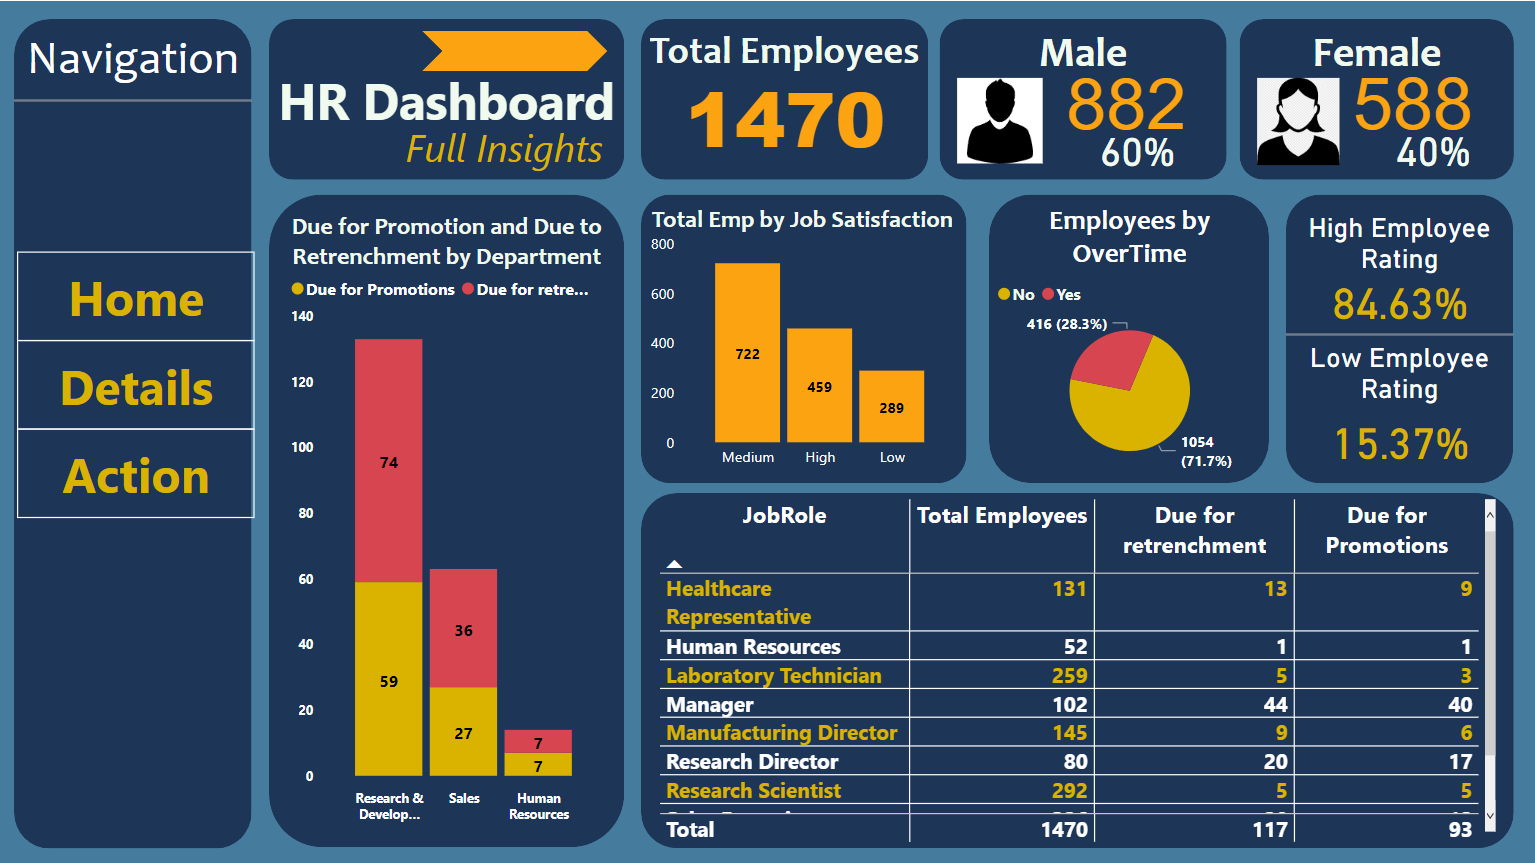 Navigation
Home
Details
Action
HR Dashboard
Full Insights
Total Employees
1470
Male
882
60%
Female
588
40%
Due for Promotion and Due to
Retrenchment by Department
Due for Promotions Due for retre...
140
120
100
80
60
40
20
0
74
59
36
27
7
7
Research &
Develop...
Sales
Human
Resources
Total Emp by Job Satisfaction
800
600
400
200
0
722
459
289
Medium High Low
Employees by
OverTime
No Yes
416 (28.3%)
1054
(71.7%)
High Employee
Rating
84.63%
Low Employee
Rating
15.37%
JobRole Total Employees Due for
retrenchment Due for
Promotions
Healthcare
Representative 131 13 9
Human Resources 52 1 1
Laboratory Technician 259 5 3
Manager 102 44 40
Manufacturing Director 145 9 6
Research Director 80 20 17
Research Scientist 292 5 5
Total 1470 117 93